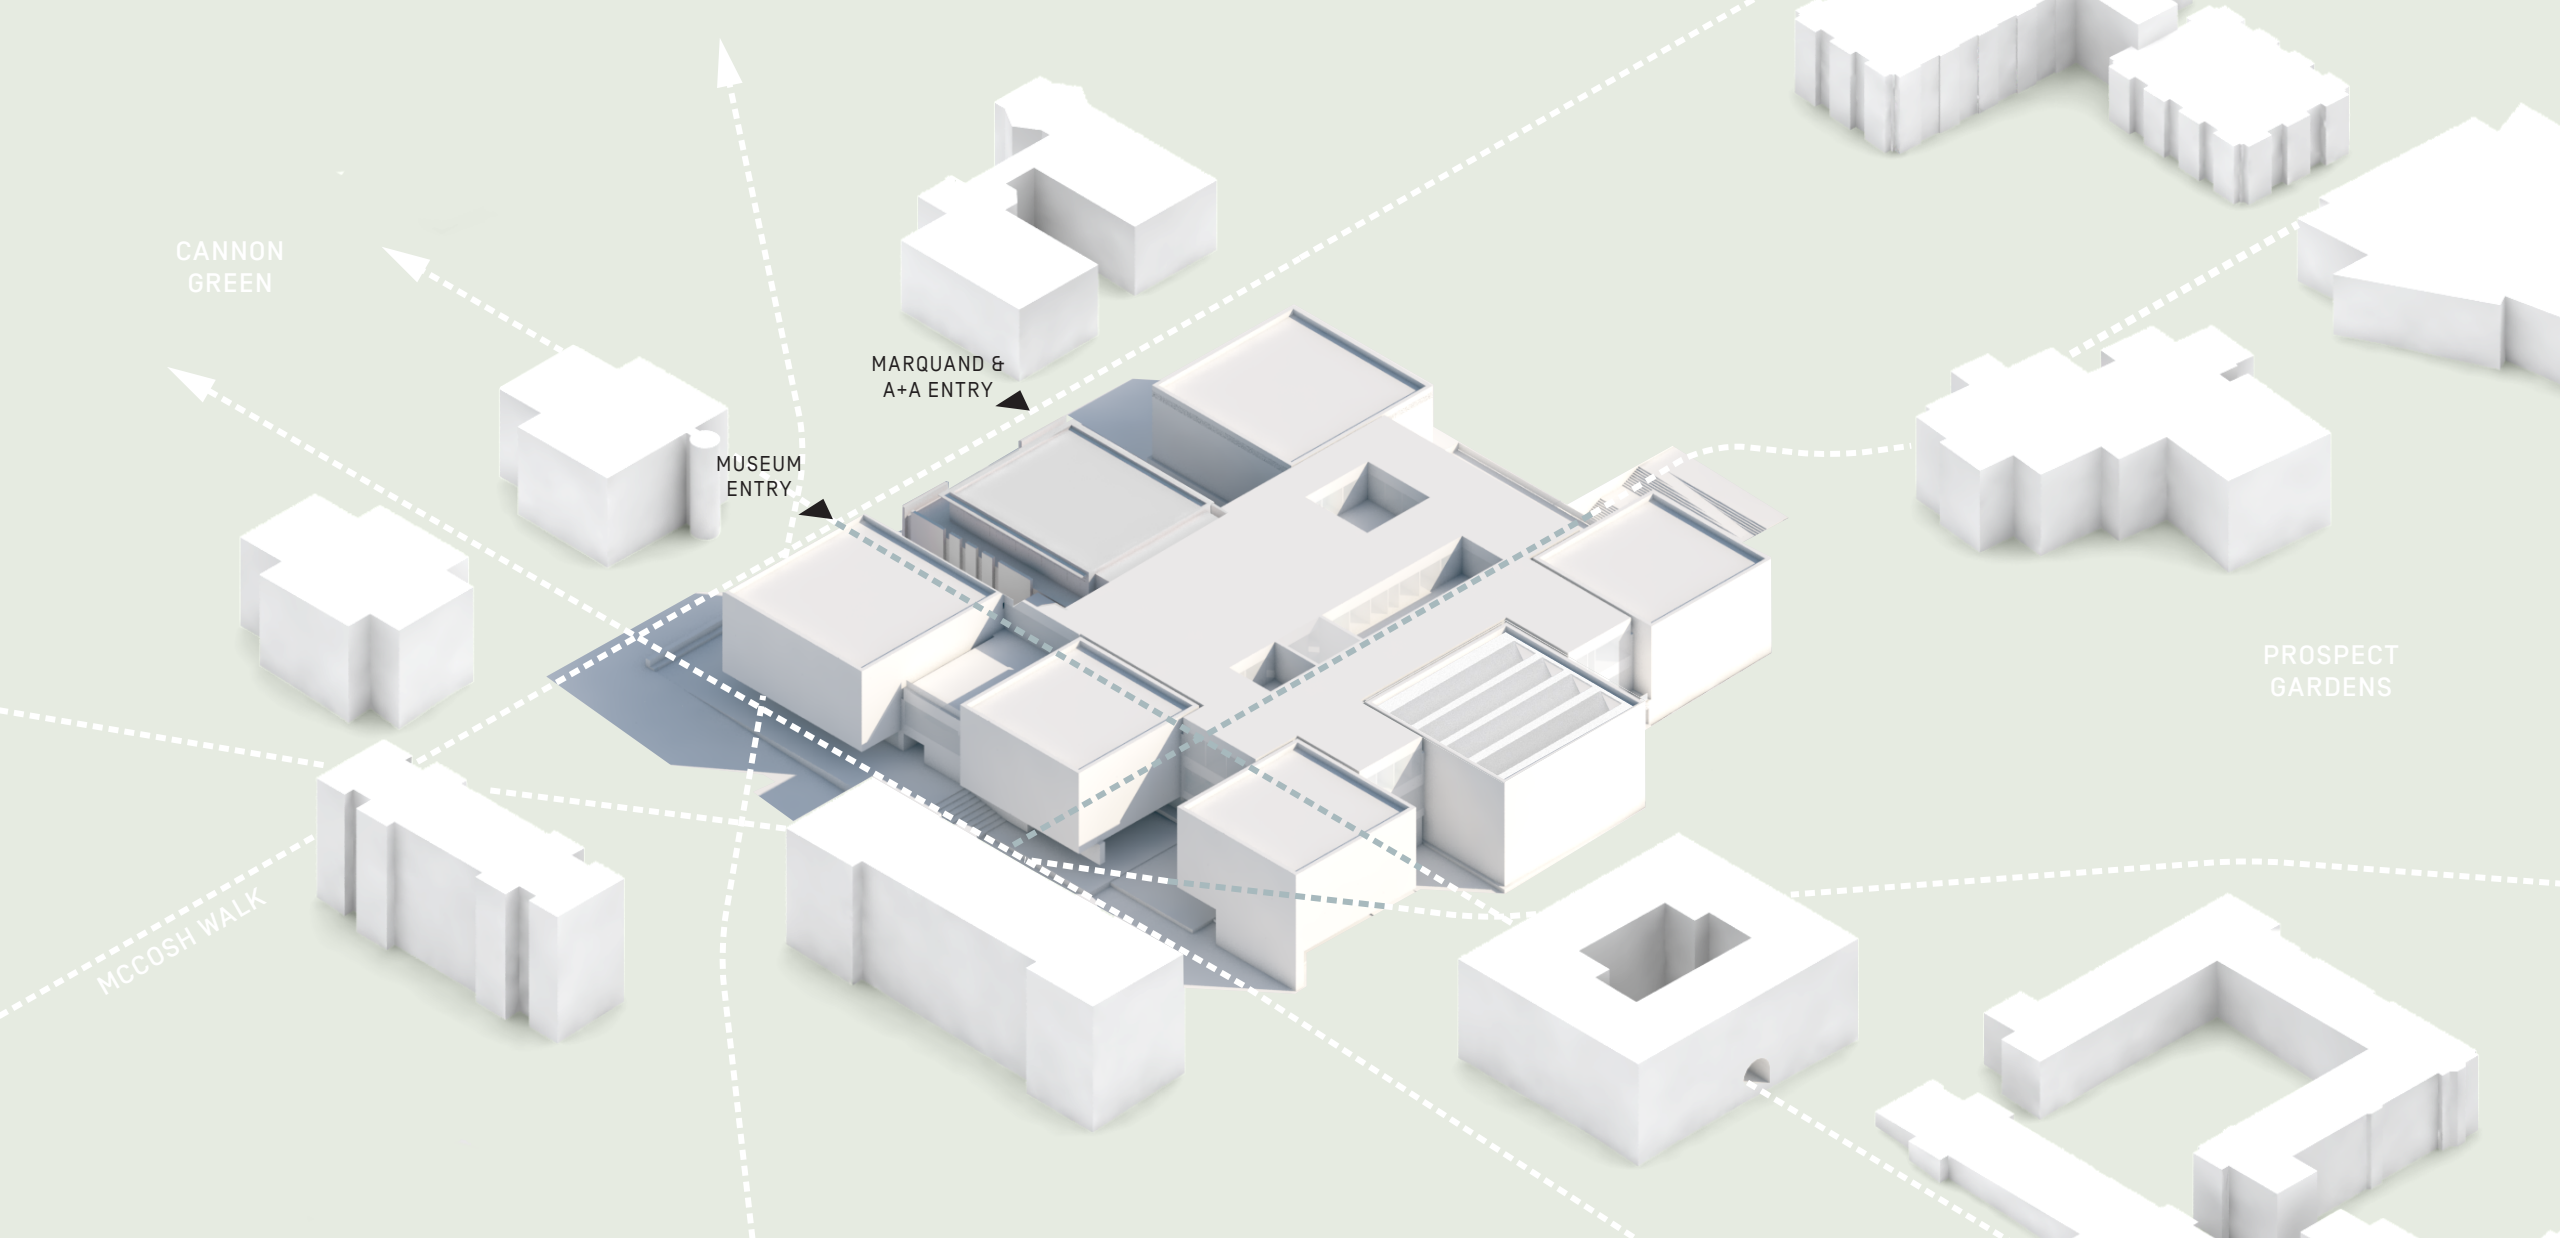 CANNON
GREEN
MARQUAND &
A+A ENTRY
MUSEUM
ENTRY
PROSPECT
GARDENS
MCCOSH WALK